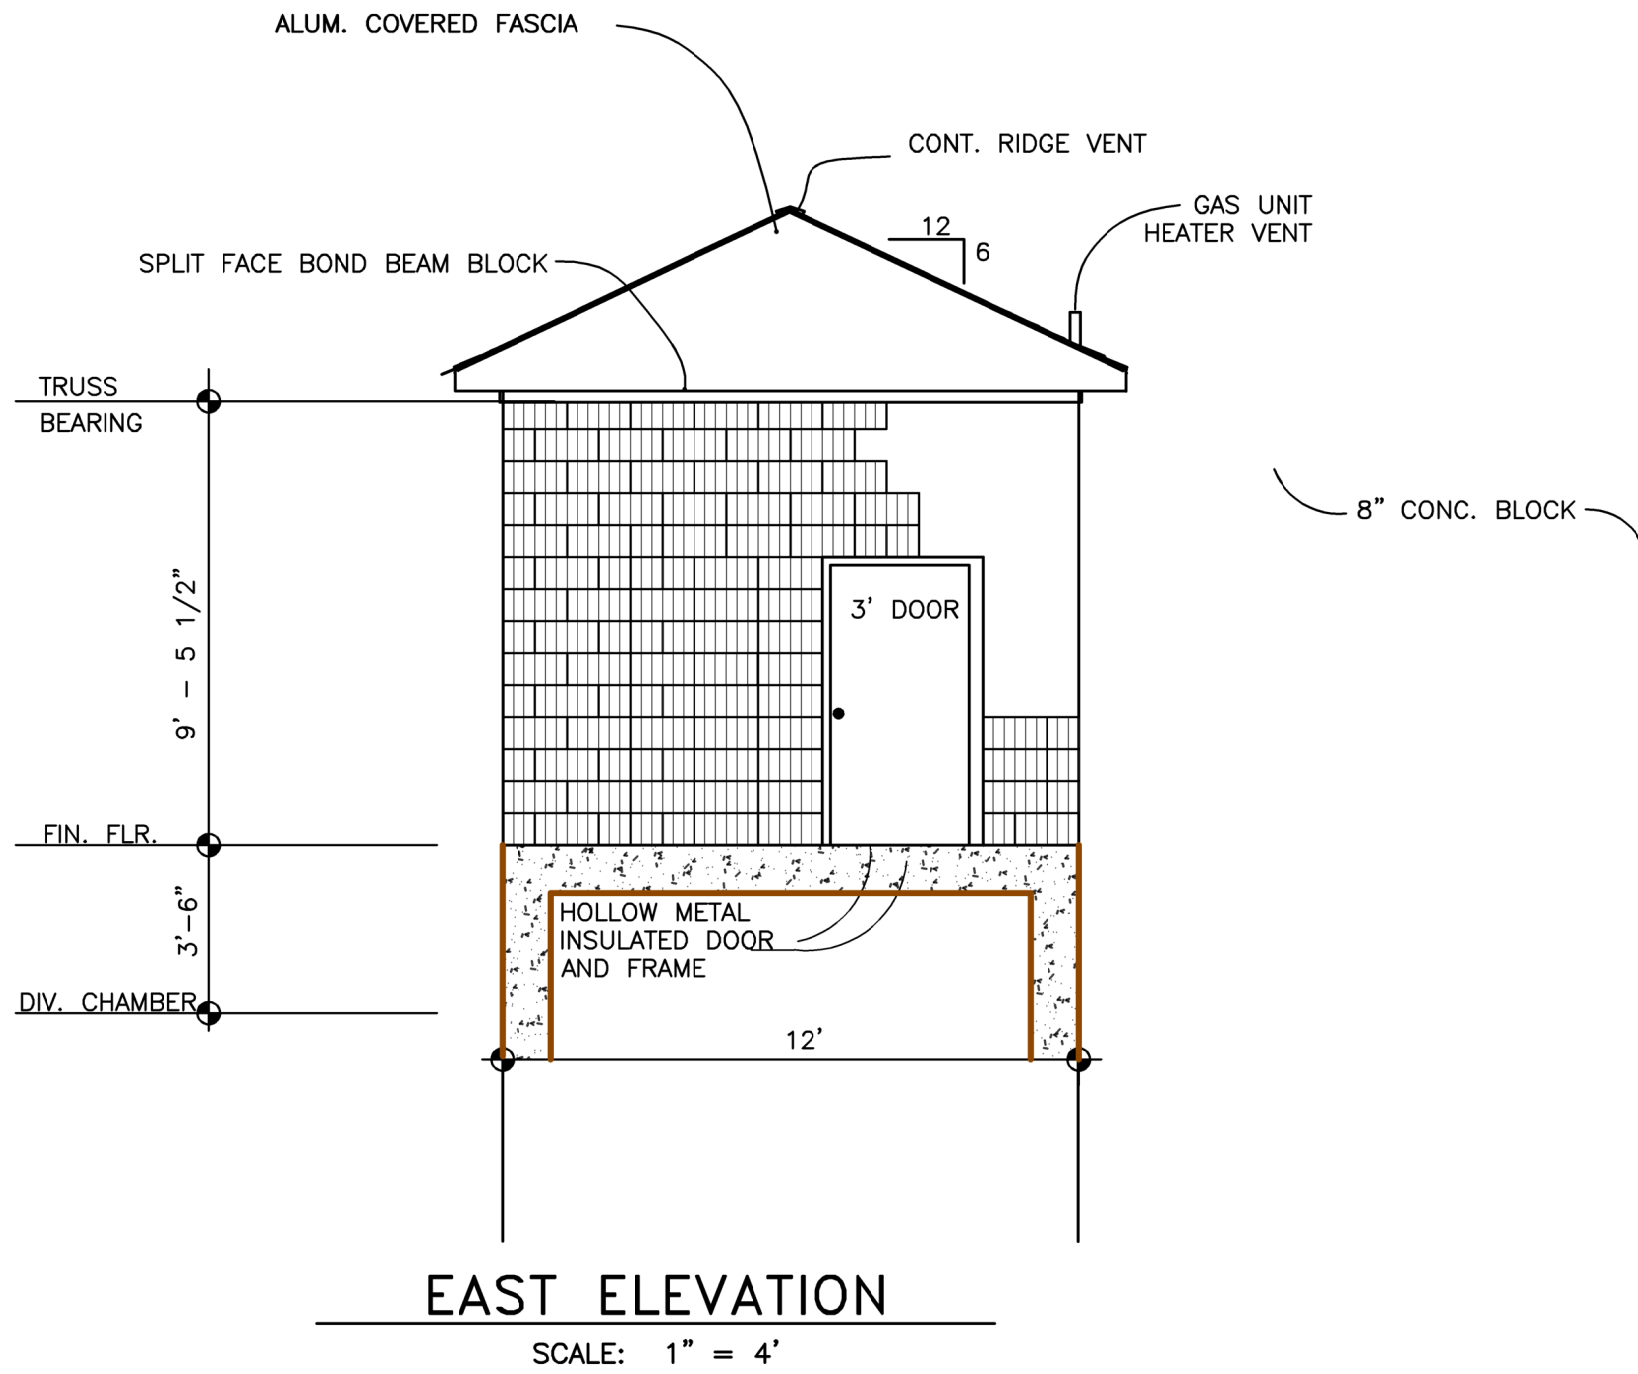 ALUM. COVERED FASCIA
CONT. RIDGE VENT
GAS UNIT
HEATER VENT
12
6
SPLIT FACE BOND BEAM BLOCK
TRUSS
BEARING
8" CONC. BLOCK
9' - 5 1/2"
3' DOOR
FIN. FLR.
3'-6"
HOLLOW METAL
INSULATED DOOR
AND FRAME
DIV. CHAMBER
12'
EAST ELEVATION
SCALE: 1" = 4'